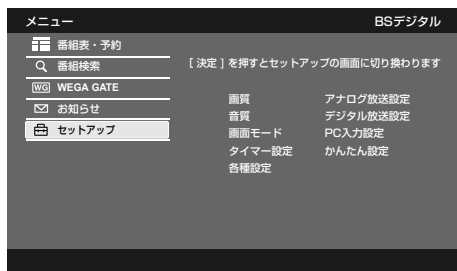 メニュー
BSデジタル
番組表・予約
番組検索
WG WEGA GATE
お知らせ
セットアップ
[ 決定 ] を押すとセットアップの画面に切り換わります
画質 アナログ放送設定
音質 デジタル放送設定
画面モード PC入力設定
タイマー設定 かんたん設定
各種設定